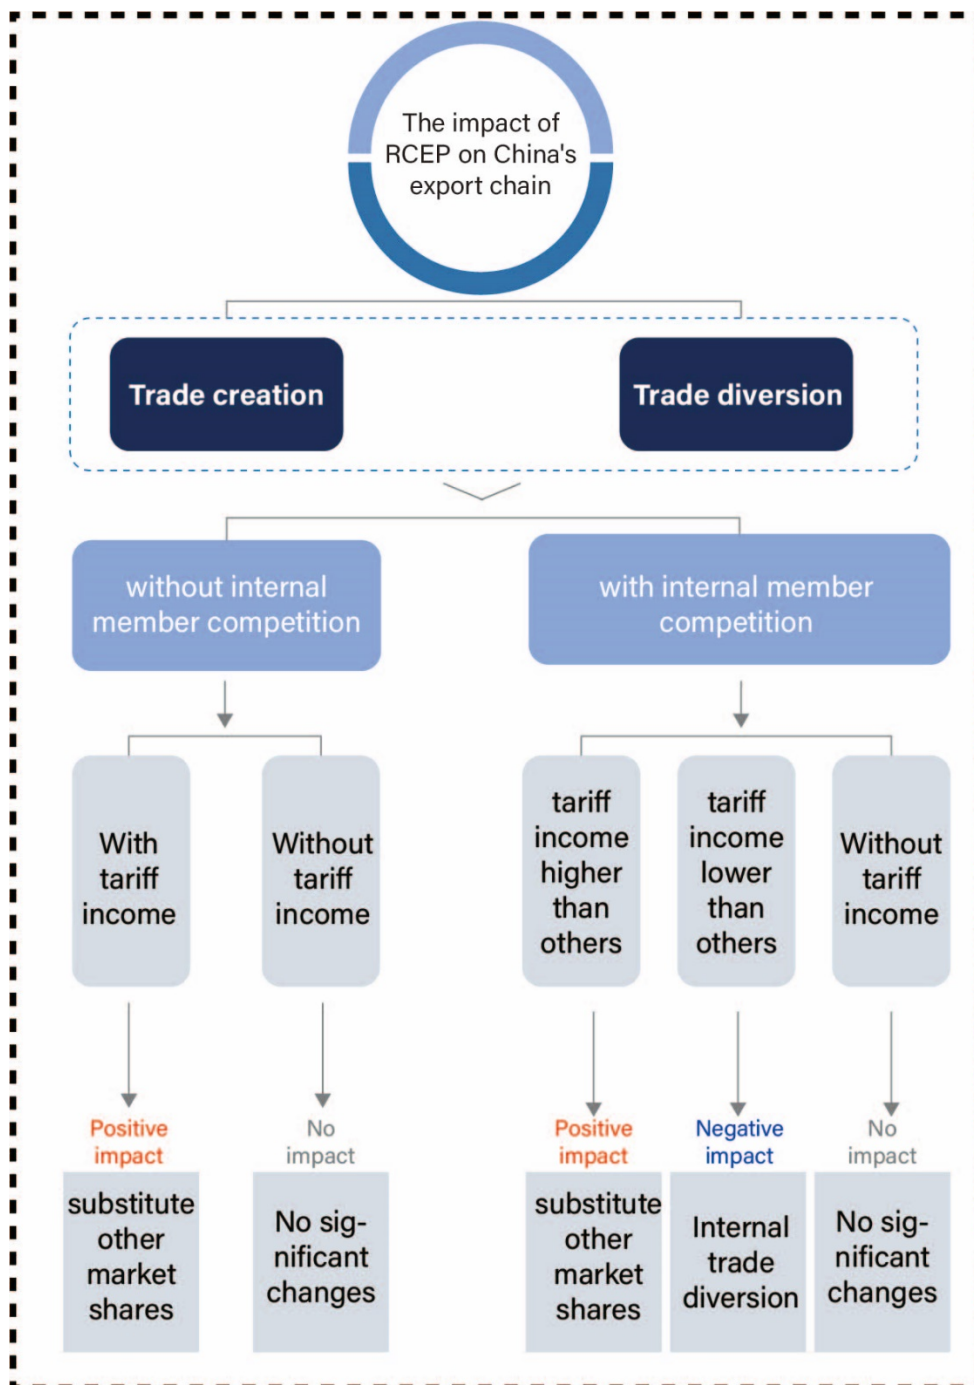 The impact of
RCEP on China's
export chain
Trade creation
Trade diversion
without internal
member competition
with internal member
competition
With
tariff
income
Without
tariff
income
tariff
income
higher
than
others
tariff
income
lower
than
others
Without
tariff
income
Positive
impact
No
impact
Positive
impact
Negative
impact
No
impact
substitute
other
market
shares
No sig-
nificant
changes
substitute
other
market
shares
Internal
trade
diversion
No sig-
nificant
changes